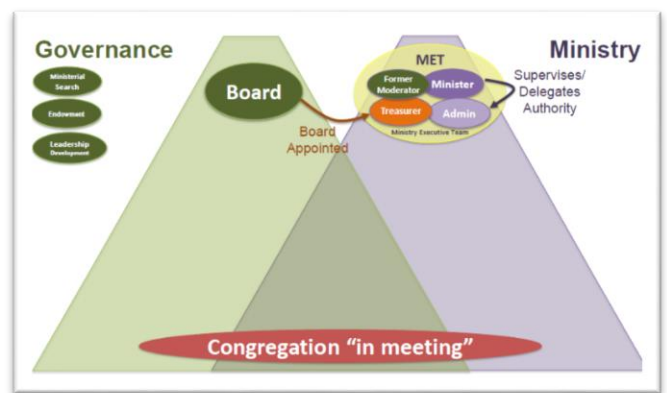 Governance
Ministry
Ministerial
Search
Endowment
Leadership
Development
Board
Board
Appointed
MET
Former
Moderator
Minister
Treasurer
Admin
Ministry Executive Team
Supervises/
Delegates
Authority
Congregation “in meeting”